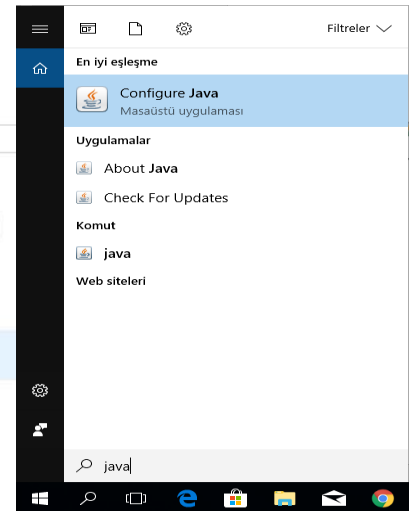 Filtreler
En iyi eşleşme
Configure Java
Masaüstü uygulaması
Uygulamalar
About Java
Check For Updates
Komut
java
Web siteleri
java